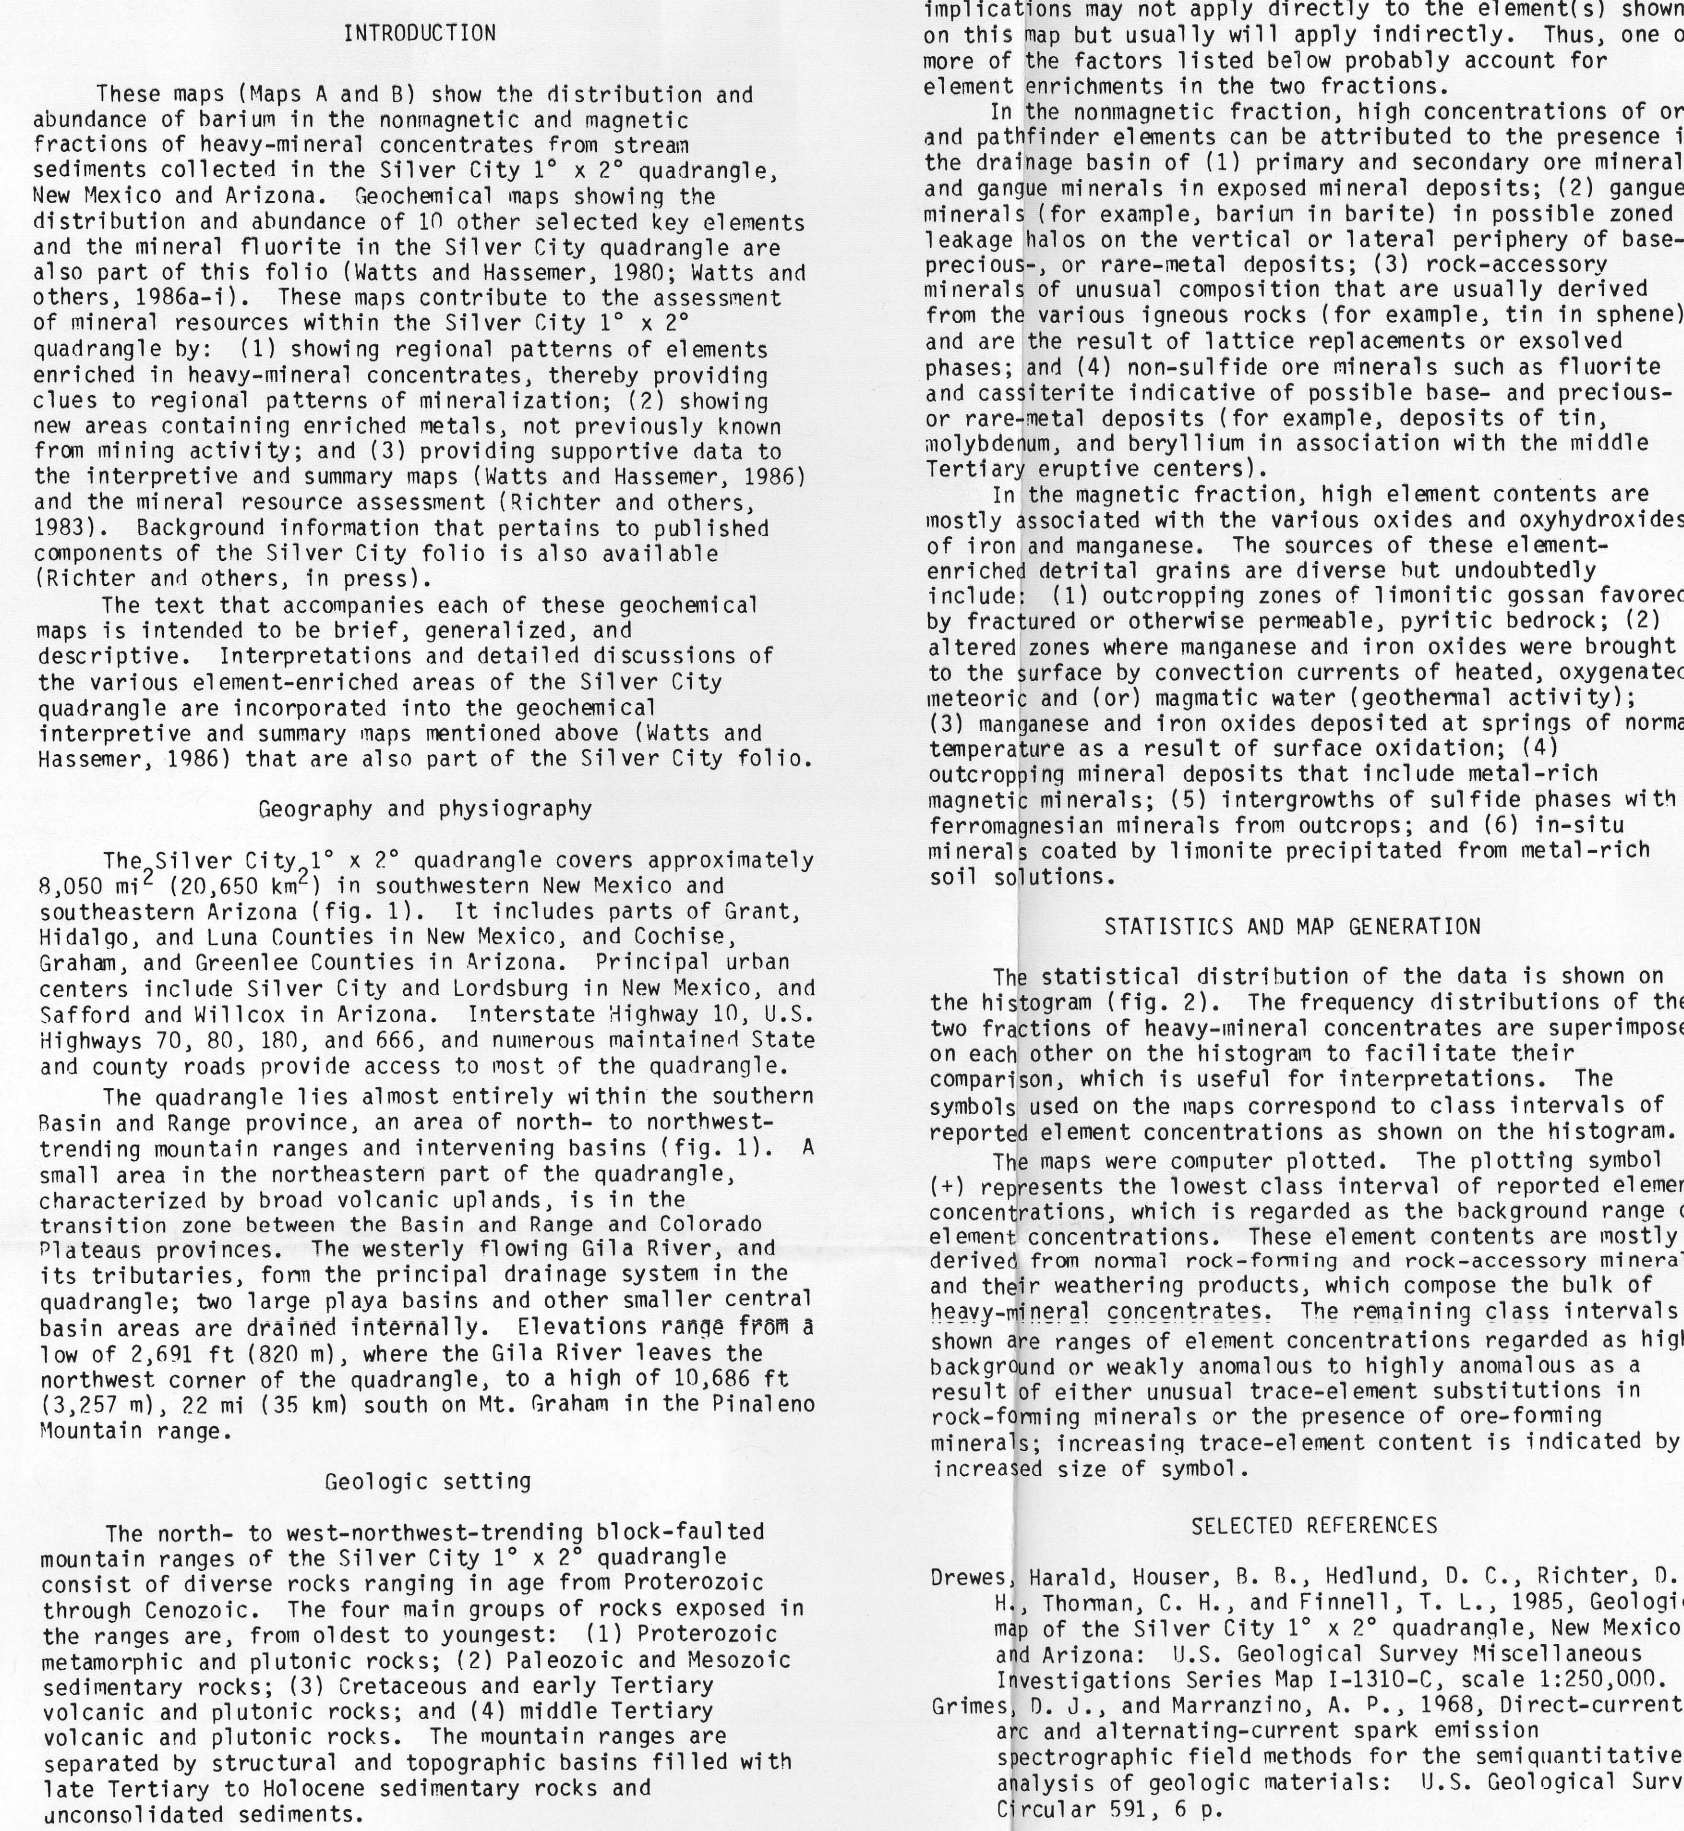 INTRODUCTION
These maps (Maps A and B) show the distribution and
abundance of barium in the nonmagnetic and magnetic
fractions of heavy-mineral concentrates from stream
sediments collected in the Silver City 1° x 2° quadrangle,
New Mexico and Arizona. Geochemical maps showing the
distribution and abundance of 10 other selected key elements
and the mineral fluorite in the Silver City quadrangle are
also part of this folio (Watts and Hassemer, 1980; Watts and
others, 1986a-i). These maps contribute to the assessment
of mineral resources within the Silver City 1° x 2°
quadrangle by: (1) showing regional patterns of elements
enriched in heavy-mineral concentrates, thereby providing
clues to regional patterns of mineralization; (2) showing
new areas containing enriched metals, not previously known
from mining activity; and (3) providing supportive data to
the interpretive and summary maps (Watts and Hassemer, 1986)
and the mineral resource assessment (Richter and others,
1983). Background information that pertains to published
components of the Silver City folio is also available
(Richter and others, in press).
The text that accompanies each of these geochemical
maps is intended to be brief, generalized, and
descriptive. Interpretations and detailed discussions of
the various element-enriched areas of the Silver City
quadrangle are incorporated into the geochemical
interpretive and summary maps mentioned above (Watts and
Hassemer, 1986) that are also part of the Silver City folio.
Geography and physiography
The Silver City 1° x 2° quadrangle covers approximately
8,050 mi² (20,650 km²) in southwestern New Mexico and
southeastern Arizona (fig. 1). It includes parts of Grant,
Hidalgo, and Luna Counties in New Mexico, and Cochise,
Graham, and Greenlee Counties in Arizona. Principal urban
centers include Silver City and Lordsburg in New Mexico, and
Safford and Willcox in Arizona. Interstate Highway 10, U.S.
Highways 70, 80, 180, and 666, and numerous maintained State
and county roads provide access to most of the quadrangle.
The quadrangle lies almost entirely within the southern
Basin and Range province, an area of north- to northwest-
trending mountain ranges and intervening basins (fig. 1). A
small area in the northeastern part of the quadrangle,
characterized by broad volcanic uplands, is in the
transition zone between the Basin and Range and Colorado
Plateaus provinces. The westerly flowing Gila River, and
its tributaries, form the principal drainage system in the
quadrangle; two large playa basins and other smaller central
basin areas are drained internally. Elevations range from a
low of 2,691 ft (820 m), where the Gila River leaves the
northwest corner of the quadrangle, to a high of 10,686 ft
(3,257 m), 22 mi (35 km) south on Mt. Graham in the Pinaleno
Mountain range.
Geologic setting
The north- to west-northwest-trending block-faulted
mountain ranges of the Silver City 1° x 2° quadrangle
consist of diverse rocks ranging in age from Proterozoic
through Cenozoic. The four main groups of rocks exposed in
the ranges are, from oldest to youngest: (1) Proterozoic
metamorphic and plutonic rocks; (2) Paleozoic and Mesozoic
sedimentary rocks; (3) Cretaceous and early Tertiary
volcanic and plutonic rocks; and (4) middle Tertiary
volcanic and plutonic rocks. The mountain ranges are
separated by structural and topographic basins filled with
late Tertiary to Holocene sedimentary rocks and
unconsolidated sediments.
implications may not apply directly to the element(s) shown
on this map but usually will apply indirectly. Thus, one o
more of the factors listed below probably account for
element enrichments in the two fractions.
In the nonmagnetic fraction, high concentrations of or
and pathfinder elements can be attributed to the presence i
the drainage basin of (1) primary and secondary ore mineral
and gangue minerals in exposed mineral deposits; (2) gangue
minerals (for example, barium in barite) in possible zoned
leakage halos on the vertical or lateral periphery of base-
precious-, or rare-metal deposits; (3) rock-accessory
minerals of unusual composition that are usually derived
from the various igneous rocks (for example, tin in sphene)
and are the result of lattice replacements or exsolved
phases; and (4) non-sulfide ore minerals such as fluorite
and cassiterite indicative of possible base- and precious-
or rare-metal deposits (for example, deposits of tin,
molybdenum, and beryllium in association with the middle
Tertiary eruptive centers).
In the magnetic fraction, high element contents are
mostly associated with the various oxides and oxyhydroxides
of iron and manganese. The sources of these element-
enriched detrital grains are diverse but undoubtedly
include: (1) outcropping zones of limonitic gossan favored
by fractured or otherwise permeable, pyritic bedrock; (2)
altered zones where manganese and iron oxides were brought
to the surface by convection currents of heated, oxygenated
meteoric and (or) magmatic water (geothermal activity);
(3) manganese and iron oxides deposited at springs of norma
temperature as a result of surface oxidation; (4)
outcropping mineral deposits that include metal-rich
magnetic minerals; (5) intergrowths of sulfide phases with
ferromagnesian minerals from outcrops; and (6) in-situ
minerals coated by limonite precipitated from metal-rich
soil solutions.
STATISTICS AND MAP GENERATION
The statistical distribution of the data is shown on
the histogram (fig. 2). The frequency distributions of the
two fractions of heavy-mineral concentrates are superimpose
on each other on the histogram to facilitate their
comparison, which is useful for interpretations. The
symbols used on the maps correspond to class intervals of
reported element concentrations as shown on the histogram.
The maps were computer plotted. The plotting symbol
(+) represents the lowest class interval of reported elemen
concentrations, which is regarded as the background range o
element concentrations. These element contents are mostly
derived from normal rock-forming and rock-accessory mineral
and their weathering products, which compose the bulk of
heavy-mineral concentrates. The remaining class intervals
shown are ranges of element concentrations regarded as high
background or weakly anomalous to highly anomalous as a
result of either unusual trace-element substitutions in
rock-forming minerals or the presence of ore-forming
minerals; increasing trace-element content is indicated by
increased size of symbol.
SELECTED REFERENCES
Drewes, Harald, Houser, B. B., Hedlund, D. C., Richter, D.
H., Thorman, C. H., and Finnell, T. L., 1985, Geologi
map of the Silver City 1° x 2° quadrangle, New Mexico
and Arizona: U.S. Geological Survey Miscellaneous
Investigations Series Map I-1310-C, scale 1:250,000.
Grimes, D. J., and Marranzino, A. P., 1968, Direct-current
arc and alternating-current spark emission
spectrographic field methods for the semiquantitative
analysis of geologic materials: U.S. Geological Surv
Circular 591, 6 p.